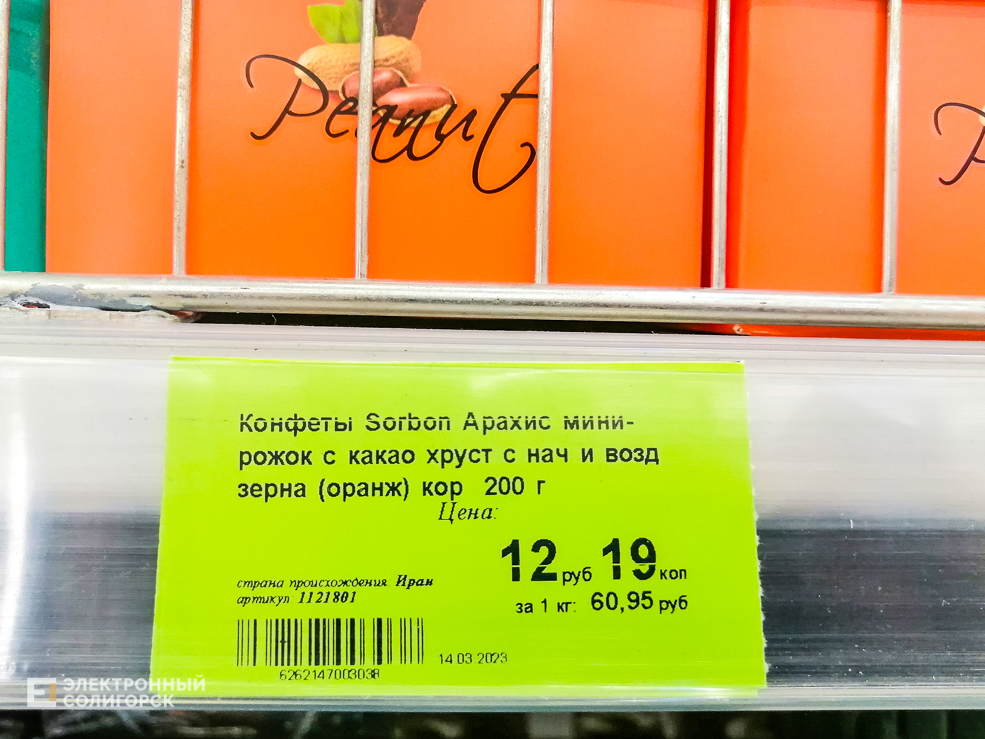 Peanut
P
Конфеты Sorbon Арахис мини-
рожок с какао хруст с нач и возд
зерна (оранж) кор 200 г
Цена:
12 руб 19 коп
за 1 кг: 60,95 руб
страна происхождения Иран
артикул 1121801
14 03 2023
6262147003038
ЭЛЕКТРОННЫЙ
СОЛИГОРСК